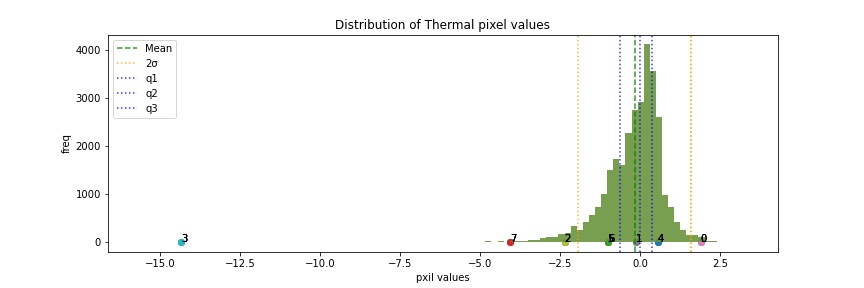 Distribution of Thermal pixel values
Mean
2σ
q1
q2
q3
freq
4000
3000
2000
1000
0
3
7
2
1
4
0
−15.0
−12.5
−10.0
−7.5
−5.0
−2.5
0.0
2.5
pxil values